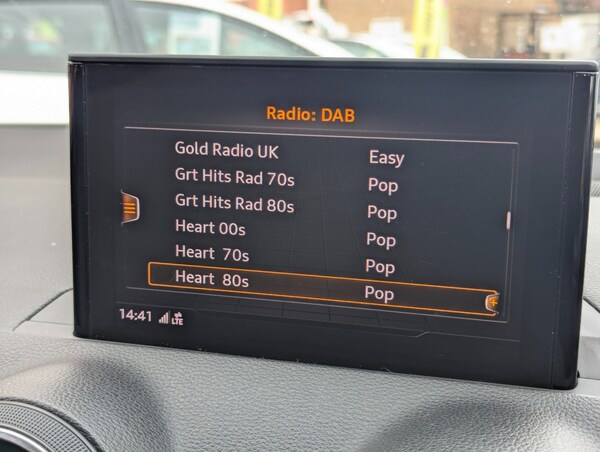 Radio: DAB
Gold Radio UK Easy
Grt Hits Rad 70s Pop
Grt Hits Rad 80s Pop
Heart 00s Pop
Heart 70s Pop
Heart 80s Pop
14:41 LTE